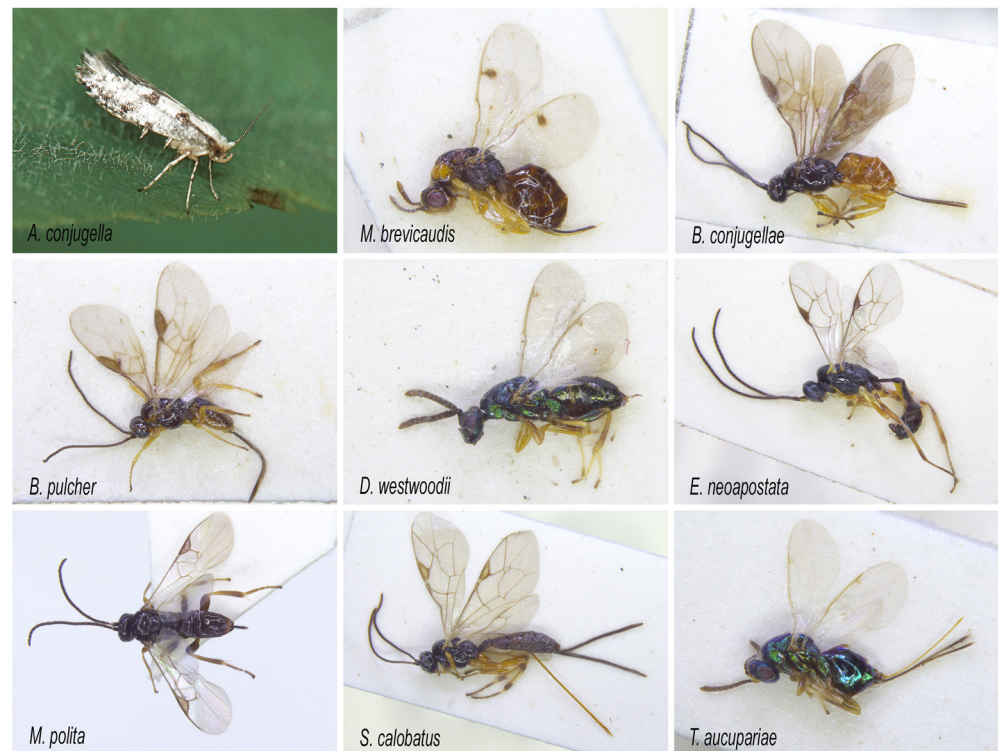 A. conjugella
M. brevicaudis
B. conjugellae
B. pulcher
D. westwoodii
E. neoapostata
M. polita
S. calobatus
T. aucupariae